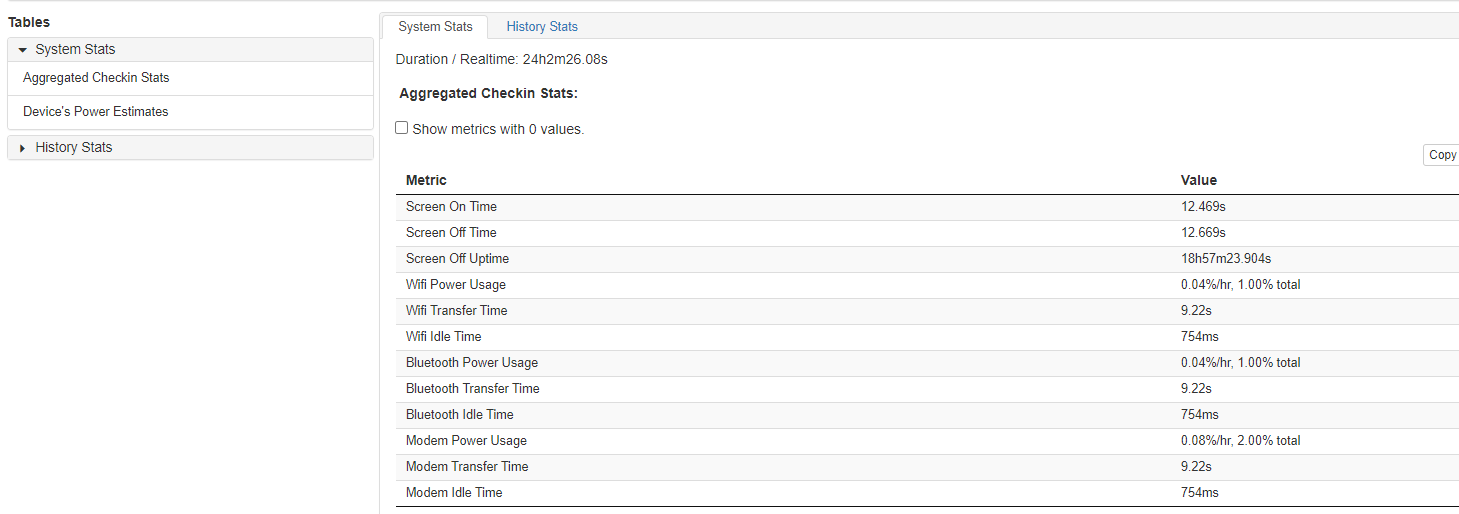 Tables
System Stats
Aggregated Checkin Stats
Device's Power Estimates
History Stats
System Stats History Stats
Duration / Realtime: 24h2m26.08s
Aggregated Checkin Stats:
Show metrics with 0 values.
Copy
Metric Value
Screen On Time 12.469s
Screen Off Time 12.669s
Screen Off Uptime 18h57m23.904s
Wifi Power Usage 0.04%/hr, 1.00% total
Wifi Transfer Time 9.22s
Wifi Idle Time 754ms
Bluetooth Power Usage 0.04%/hr, 1.00% total
Bluetooth Transfer Time 9.22s
Bluetooth Idle Time 754ms
Modem Power Usage 0.08%/hr, 2.00% total
Modem Transfer Time 9.22s
Modem Idle Time 754ms